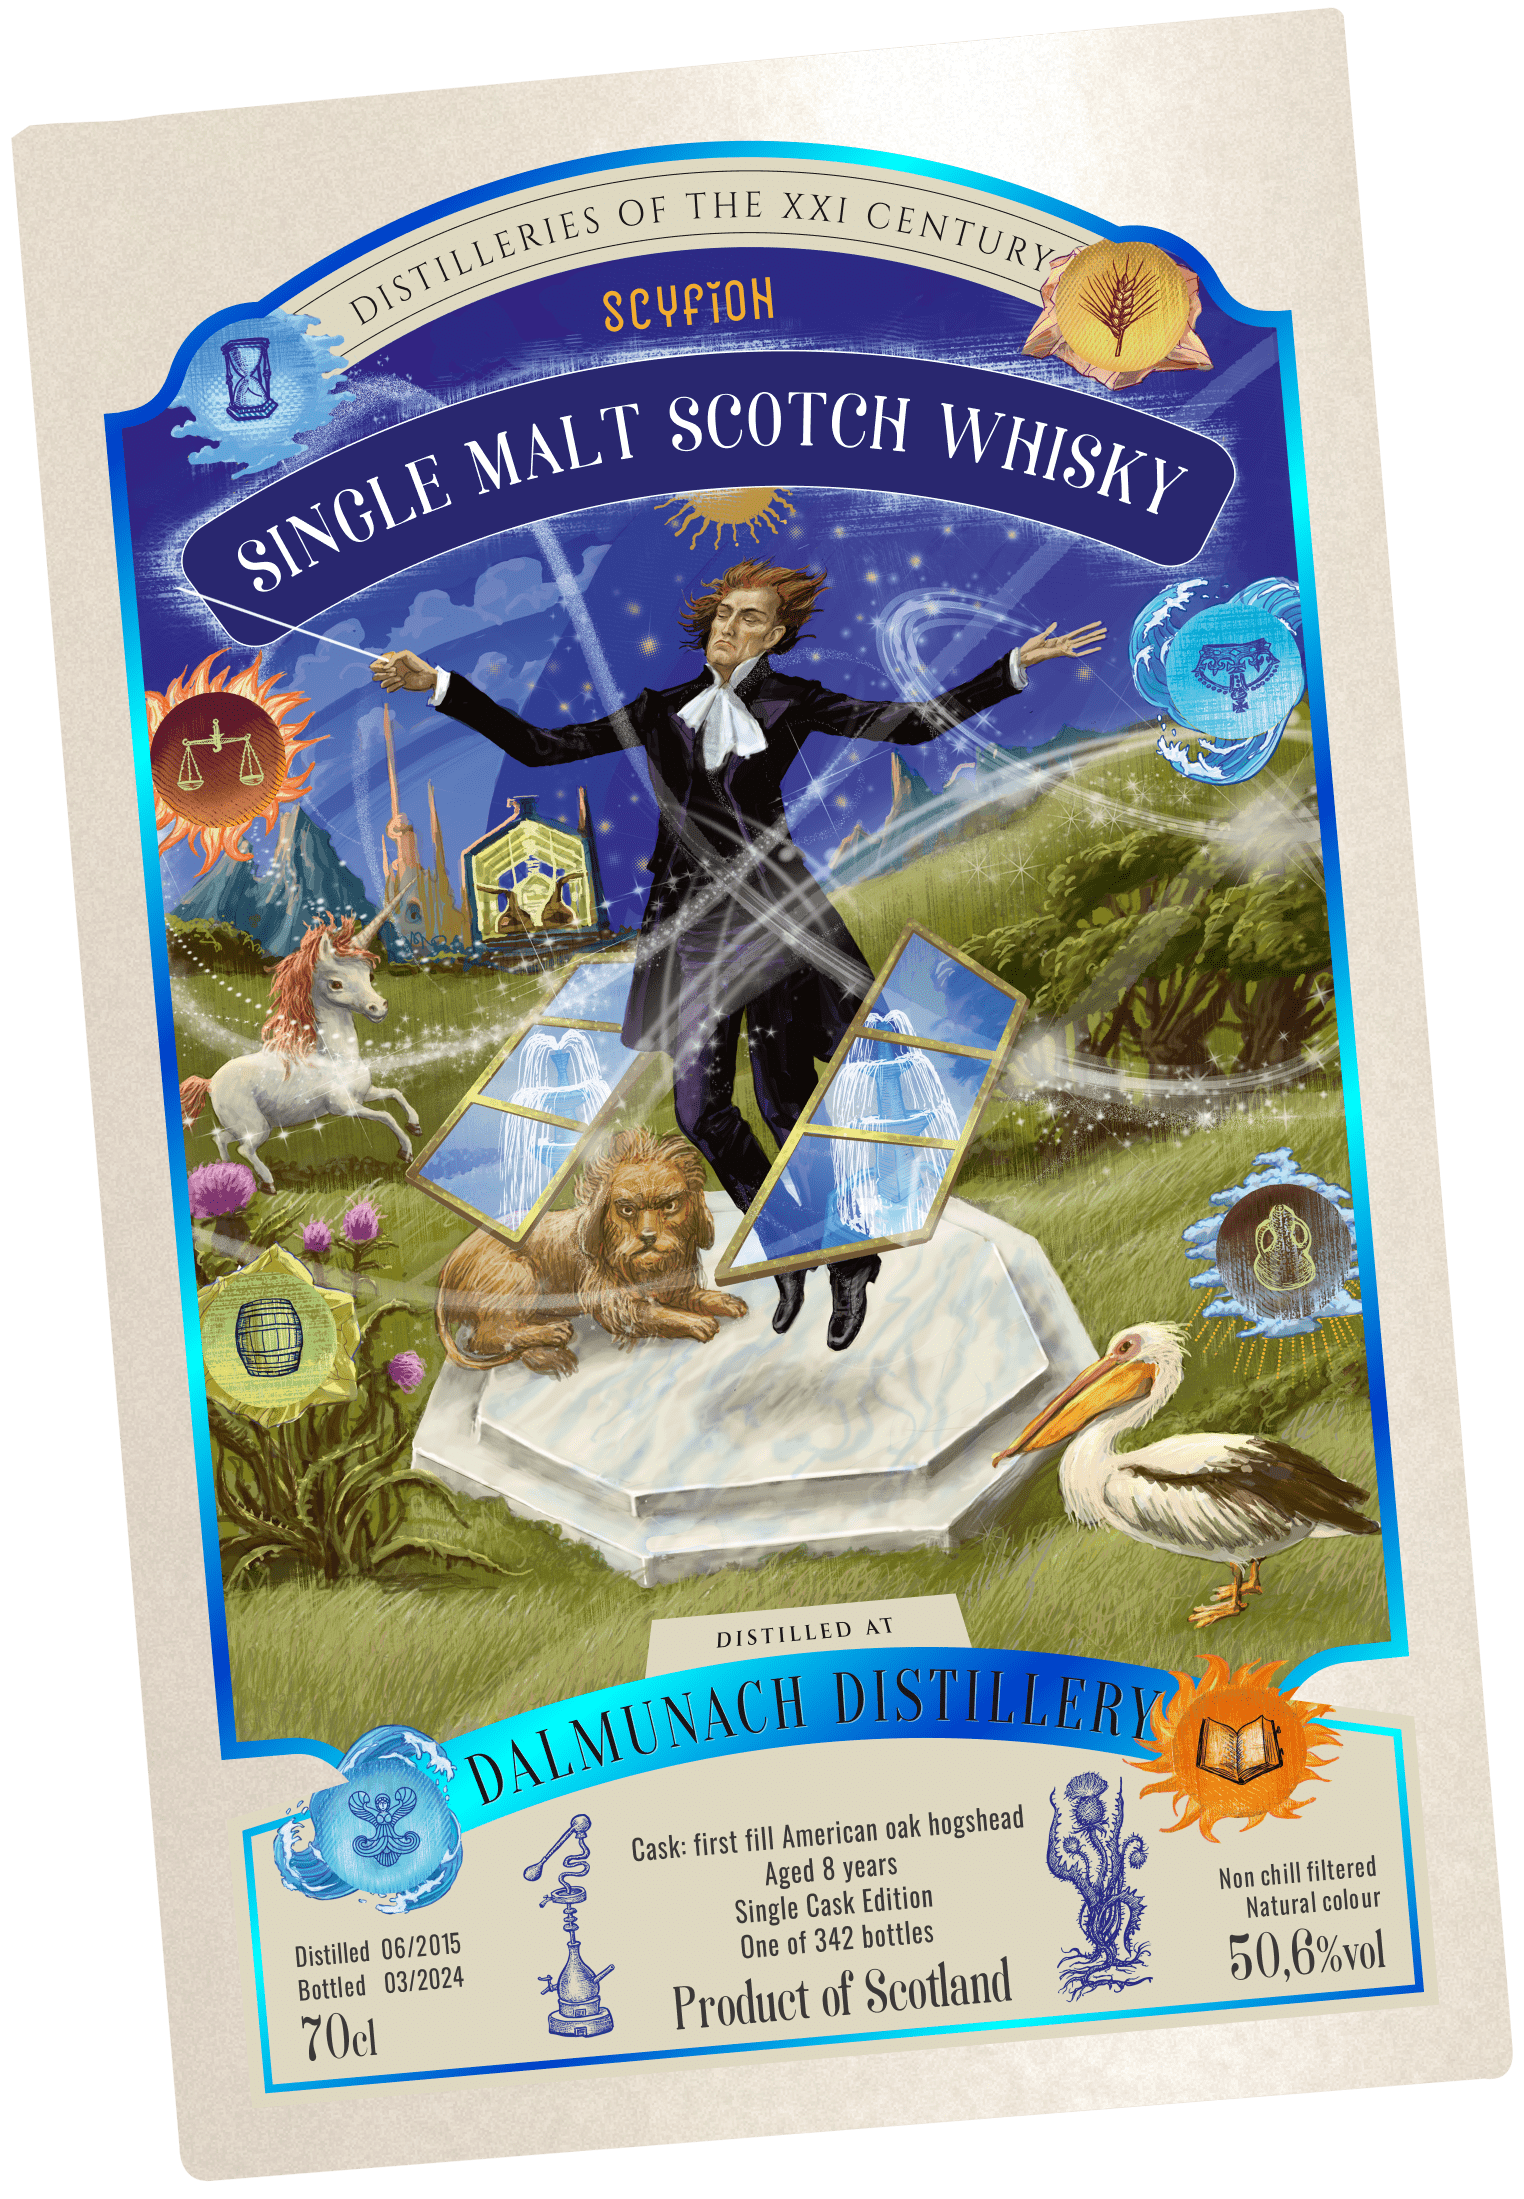 DISTILLERIES OF THE XXI CENTURY
SCYFION
SINGLE MALT SCOTCH WHISKY
DISTILLED AT
DALMUNACH DISTILLERY
Cask: first fill American oak hogshead
Aged 8 years
Single Cask Edition
One of 342 bottles
Product of Scotland
Distilled 06/2015
Bottled 03/2024
70cl
Non chill filtered
Natural colour
50,6%vol